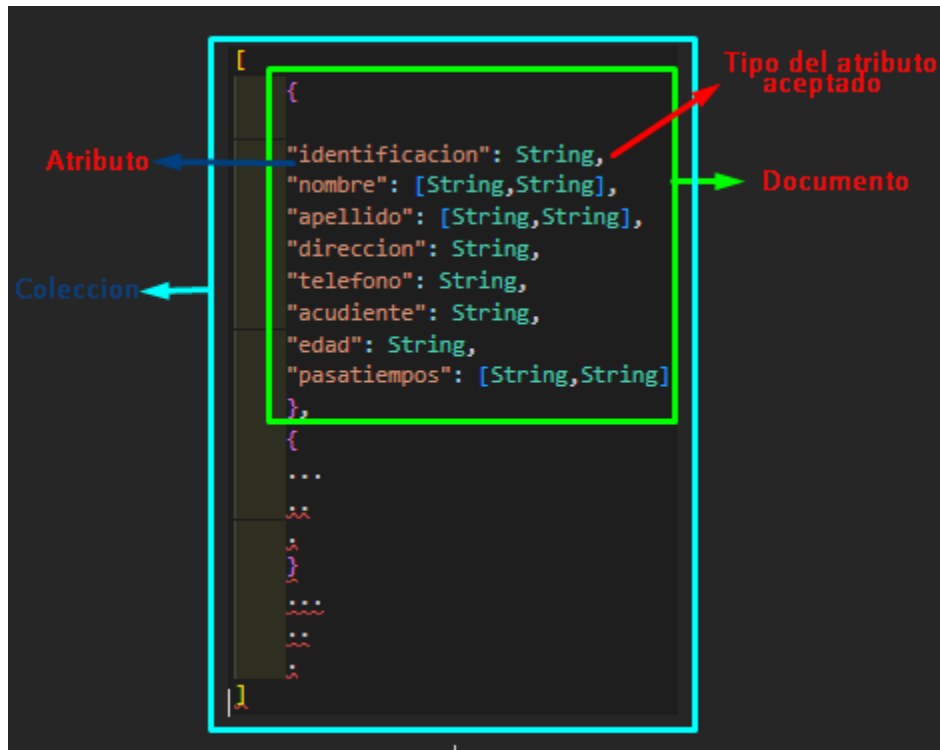 [
Tipo del atributo
aceptado
{
Atributo
"identificacion": String,
"nombre": [String,String],
Documento
"apellido": [String,String],
"direccion": String,
Coleccion
"telefono": String,
"acudiente": String,
"edad": String,
"pasatiempos": [String,String]
},
{
...
..
.
}
...
..
.
]